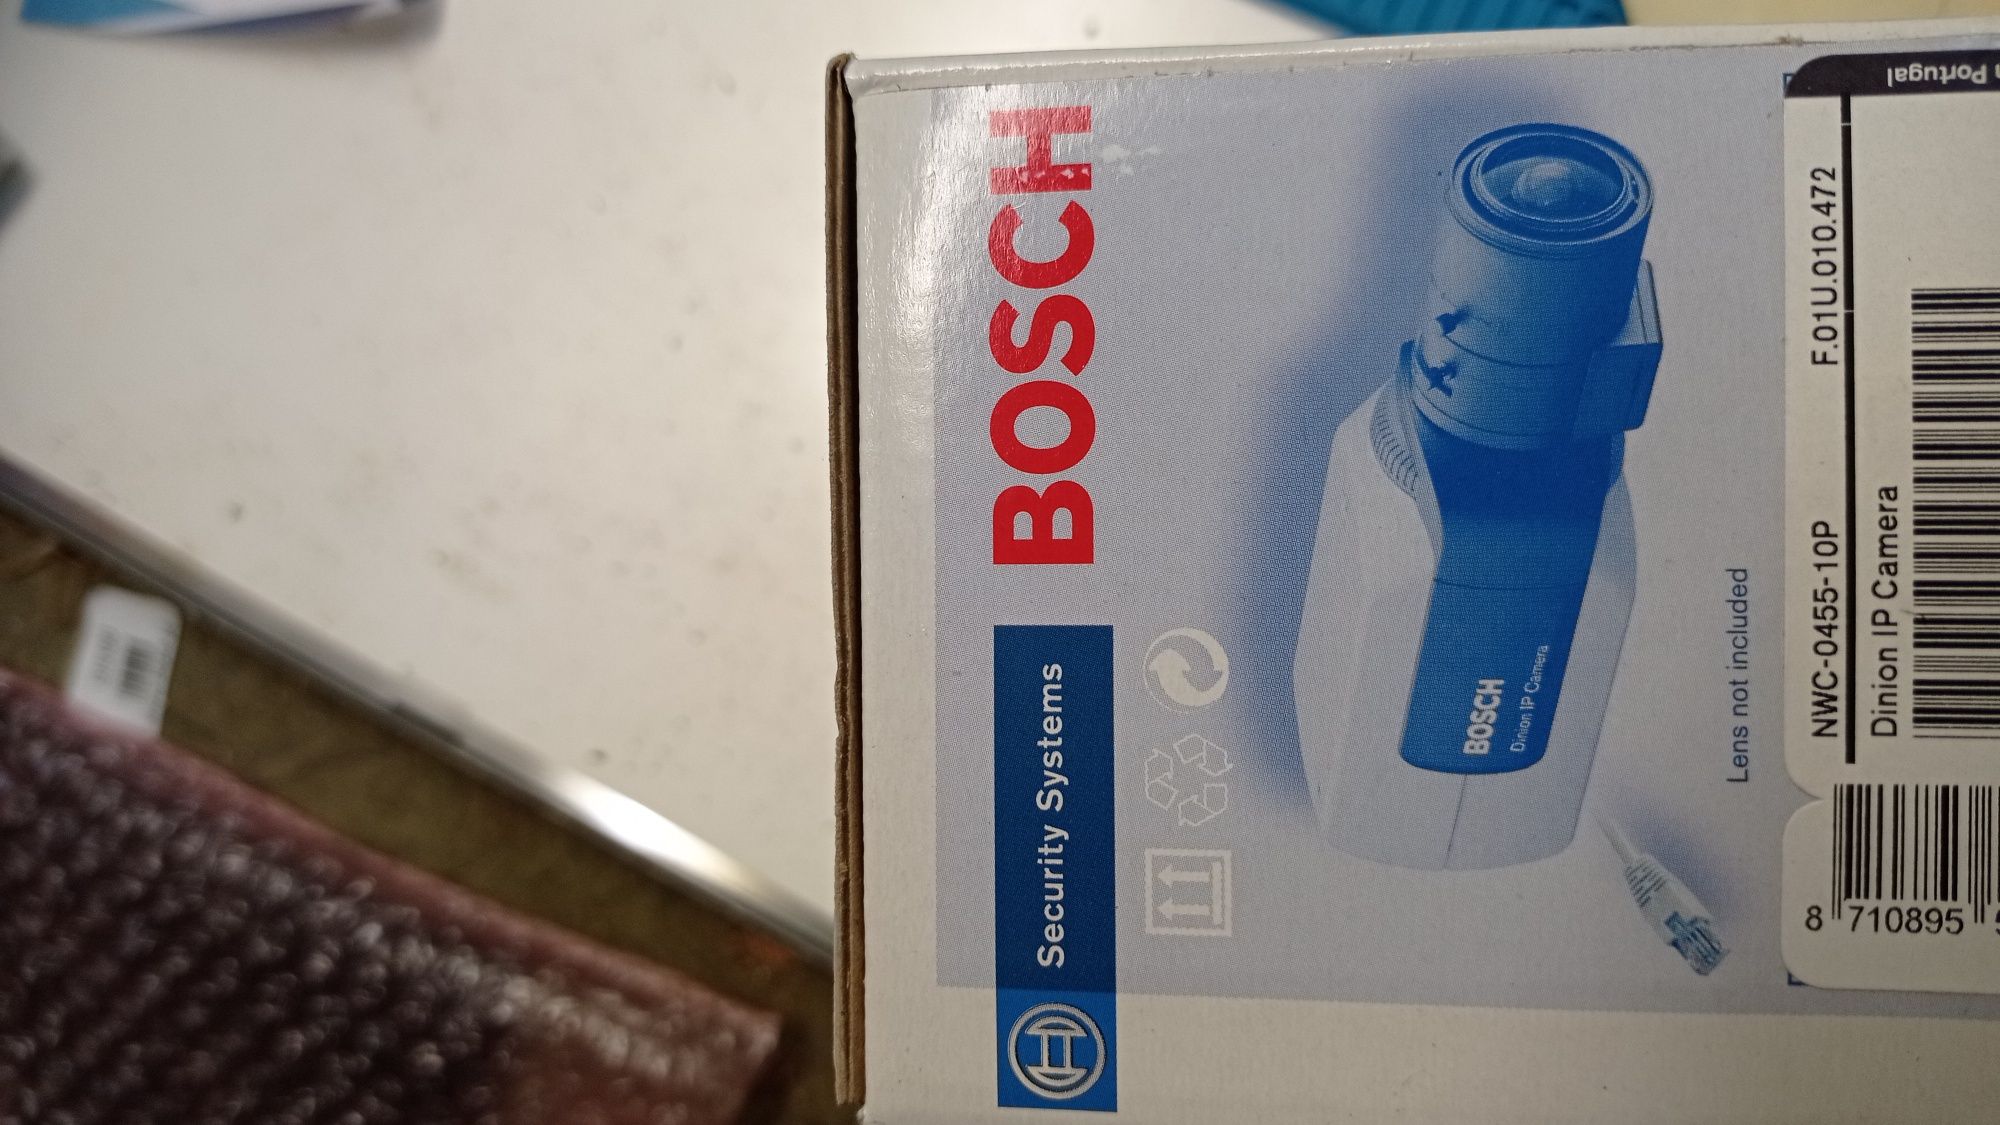 Security Systems
BOSCH
BOSCH
Dinion IP Camera
Lens not included
Portugal
NWC-0455-10P
F.01U.010.472
Dinion IP Camera
8 710895